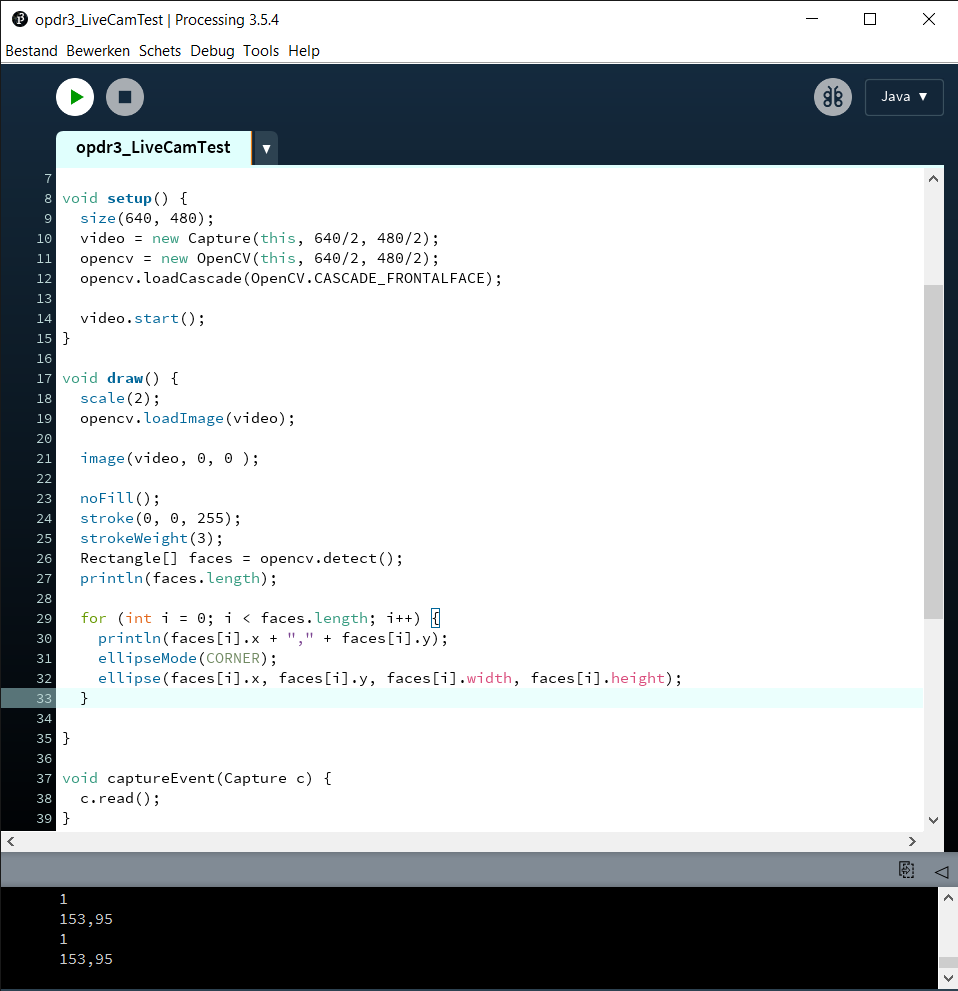 opdr3_LiveCamTest | Processing 3.5.4
Bestand Bewerken Schets Debug Tools Help
Java ▼
opdr3_LiveCamTest ▼
7
8 void setup() {
9   size(640, 480);
10   video = new Capture(this, 640/2, 480/2);
11   opencv = new OpenCV(this, 640/2, 480/2);
12   opencv.loadCascade(OpenCV.CASCADE_FRONTALFACE);
13
14   video.start();
15 }
16
17 void draw() {
18   scale(2);
19   opencv.loadImage(video);
20
21   image(video, 0, 0 );
22
23   noFill();
24   stroke(0, 0, 255);
25   strokeWeight(3);
26   Rectangle[] faces = opencv.detect();
27   println(faces.length);
28
29   for (int i = 0; i < faces.length; i++) {
30     println(faces[i].x + "," + faces[i].y);
31     ellipseMode(CORNER);
32     ellipse(faces[i].x, faces[i].y, faces[i].width, faces[i].height);
33   }
34
35 }
36
37 void captureEvent(Capture c) {
38   c.read();
39 }
1
153,95
1
153,95